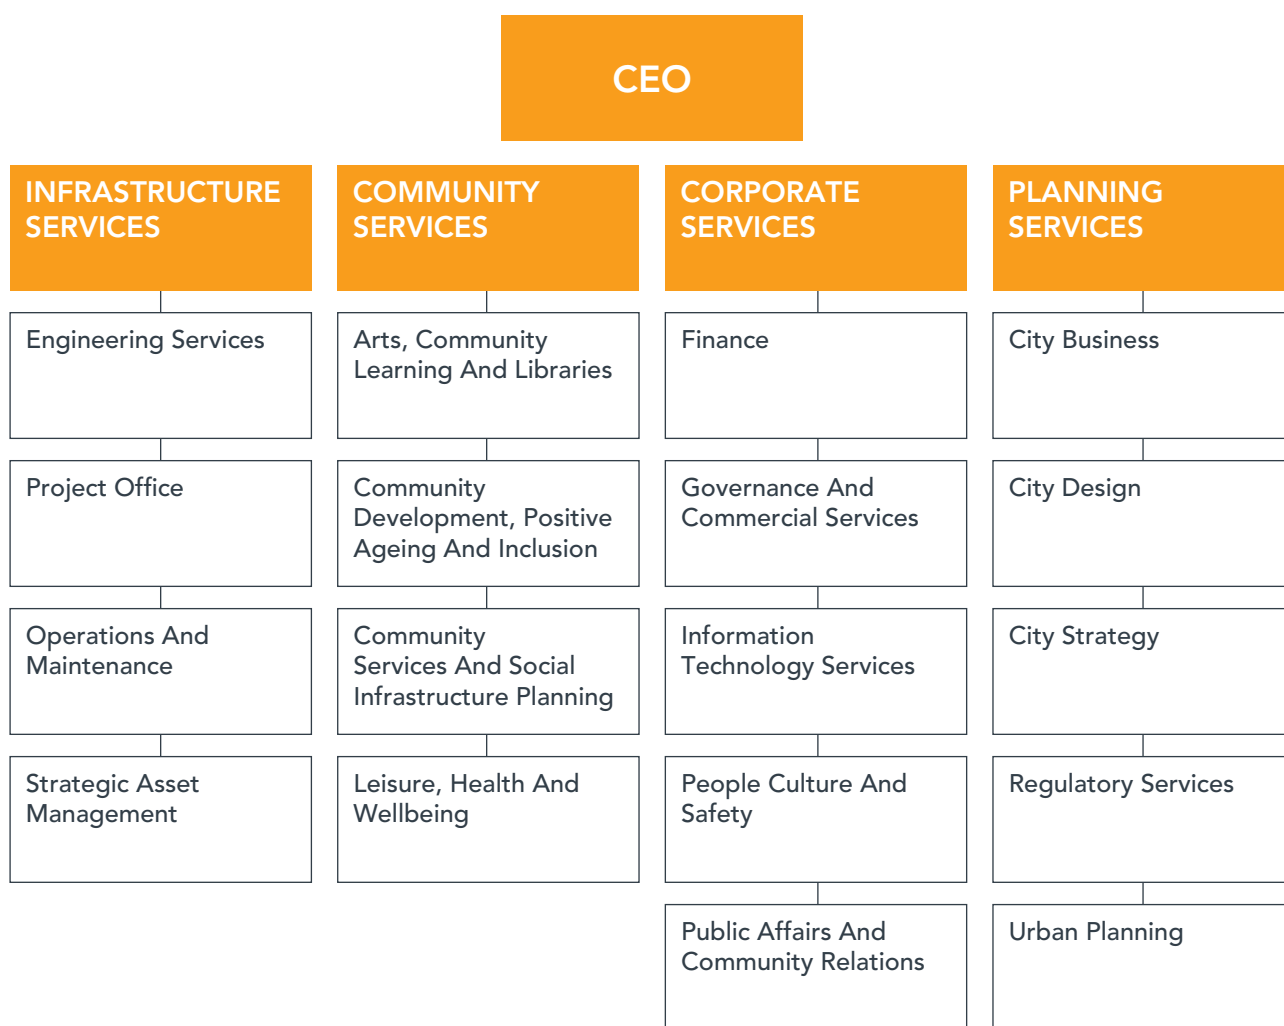 CEO
INFRASTRUCTURE
SERVICES
Engineering Services
Project Office
Operations And
Maintenance
Strategic Asset
Management
COMMUNITY
SERVICES
Arts, Community
Learning And Libraries
Community
Development, Positive
Ageing And Inclusion
Community
Services And Social
Infrastructure Planning
Leisure, Health And
Wellbeing
CORPORATE
SERVICES
Finance
Governance And
Commercial Services
Information
Technology Services
People Culture And
Safety
Public Affairs And
Community Relations
PLANNING
SERVICES
City Business
City Design
City Strategy
Regulatory Services
Urban Planning